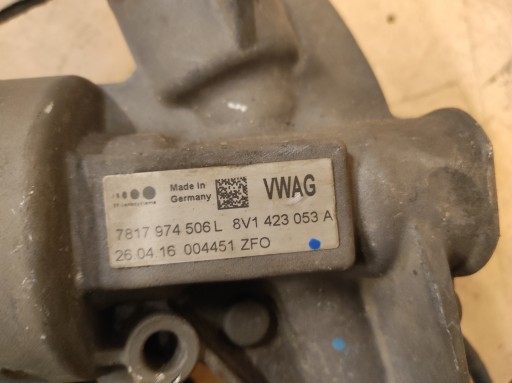 Made in
Germany
VWAG
7817 974 506 L 8V1 423 053 A
26.04.16 004451 ZFO